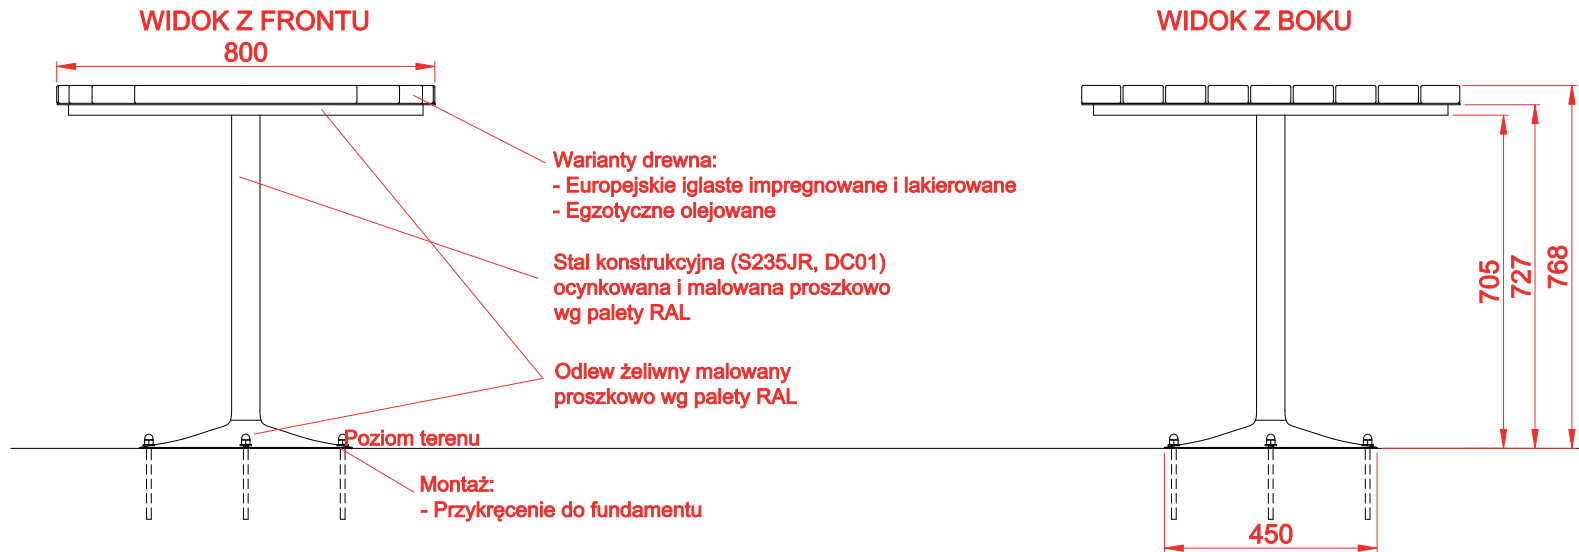 WIDOK Z FRONTU
800
Warianty drewna:
- Europejskie iglaste impregnowane i lakierowane
- Egzotyczne olejowane
Stal konstrukcyjna (S235JR, DC01)
ocynkowana i malowana proszkowo
wg palety RAL
Odlew żeliwny malowany
proszkowo wg palety RAL
Poziom terenu
Montaż:
- Przykręcenie do fundamentu
WIDOK Z BOKU
705
727
768
450